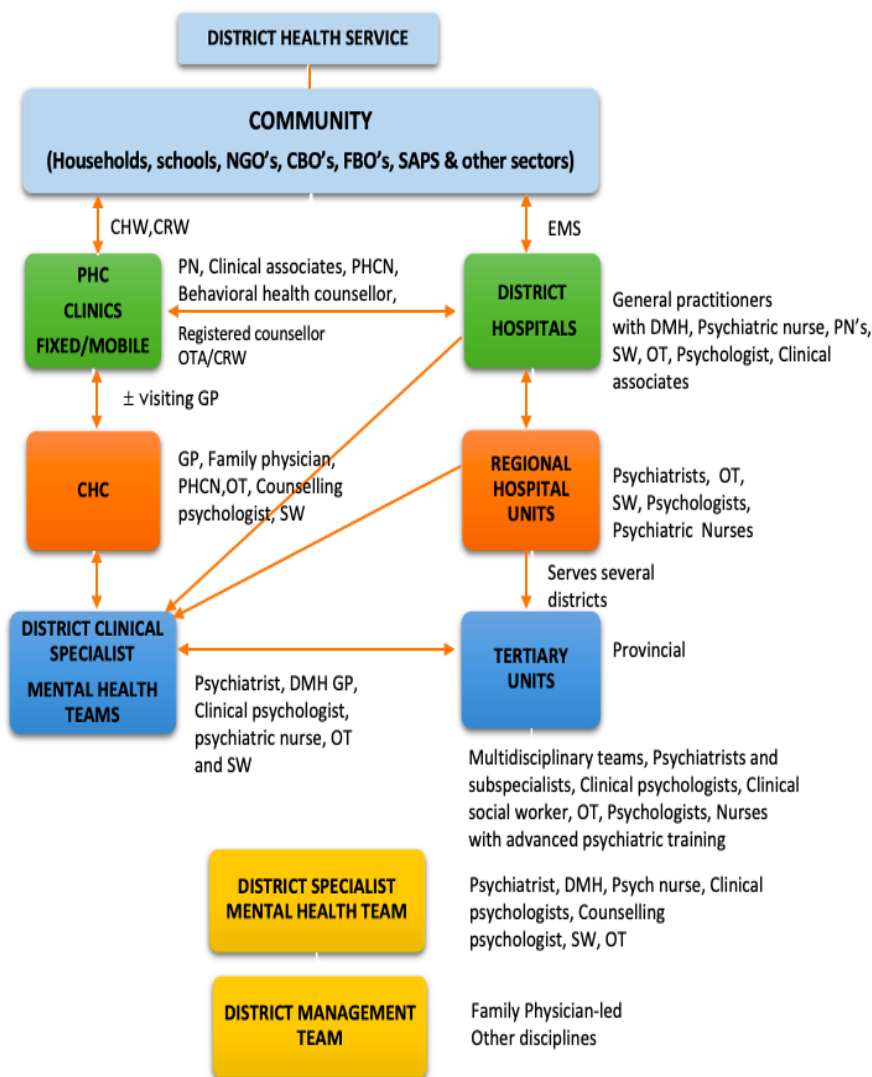 DISTRICT HEALTH SERVICE
COMMUNITY
(Households, schools, NGO's, CBO's, FBO's, SAPS & other sectors)
CHW,CRW
EMS
PHC
CLINICS
FIXED/MOBILE
PN, Clinical associates, PHCN,
Behavioral health counsellor,
Registered counsellor
OTA/CRW
DISTRICT
HOSPITALS
General practitioners
with DMH, Psychiatric nurse, PN's,
SW, OT, Psychologist, Clinical
associates
± visiting GP
CHC
GP, Family physician,
PHCN,OT, Counselling
psychologist, SW
REGIONAL
HOSPITAL
UNITS
Psychiatrists, OT,
SW, Psychologists,
Psychiatric Nurses
Serves several
districts
DISTRICT CLINICAL
SPECIALIST
MENTAL HEALTH
TEAMS
Psychiatrist, DMH GP,
Clinical psychologist,
psychiatric nurse, OT
and SW
TERTIARY
UNITS
Provincial
Multidisciplinary teams, Psychiatrists and
subspecialists, Clinical psychologists, Clinical
social worker, OT, Psychologists, Nurses
with advanced psychiatric training
DISTRICT SPECIALIST
MENTAL HEALTH TEAM
Psychiatrist, DMH, Psych nurse, Clinical
psychologists, Counselling
psychologist, SW, OT
DISTRICT MANAGEMENT
TEAM
Family Physician-led
Other disciplines